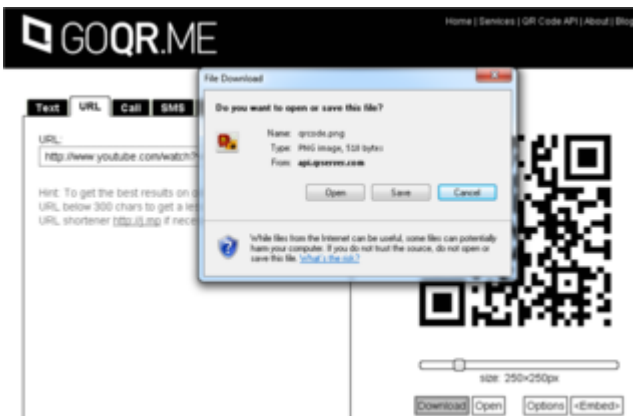 GOQR.ME
Home | Services | QR Code API | About | Blog
Text URL Call SMS
URL:
http://www.youtube.com/watch?
Hint: To get the best results on
URL below 300 chars to get a le
URL shortener http://j.mp if nece
File Download
Do you want to open or save this file?
Name: qrcode.png
Type: PNG image, 518 bytes
From: api.qrserver.com
Open Save Cancel
While files from the Internet can be useful, some files can potentially
harm your computer. If you do not trust the source, do not open or
save this file. What's the risk?
size: 250×250px
Download Open Options <Embed>